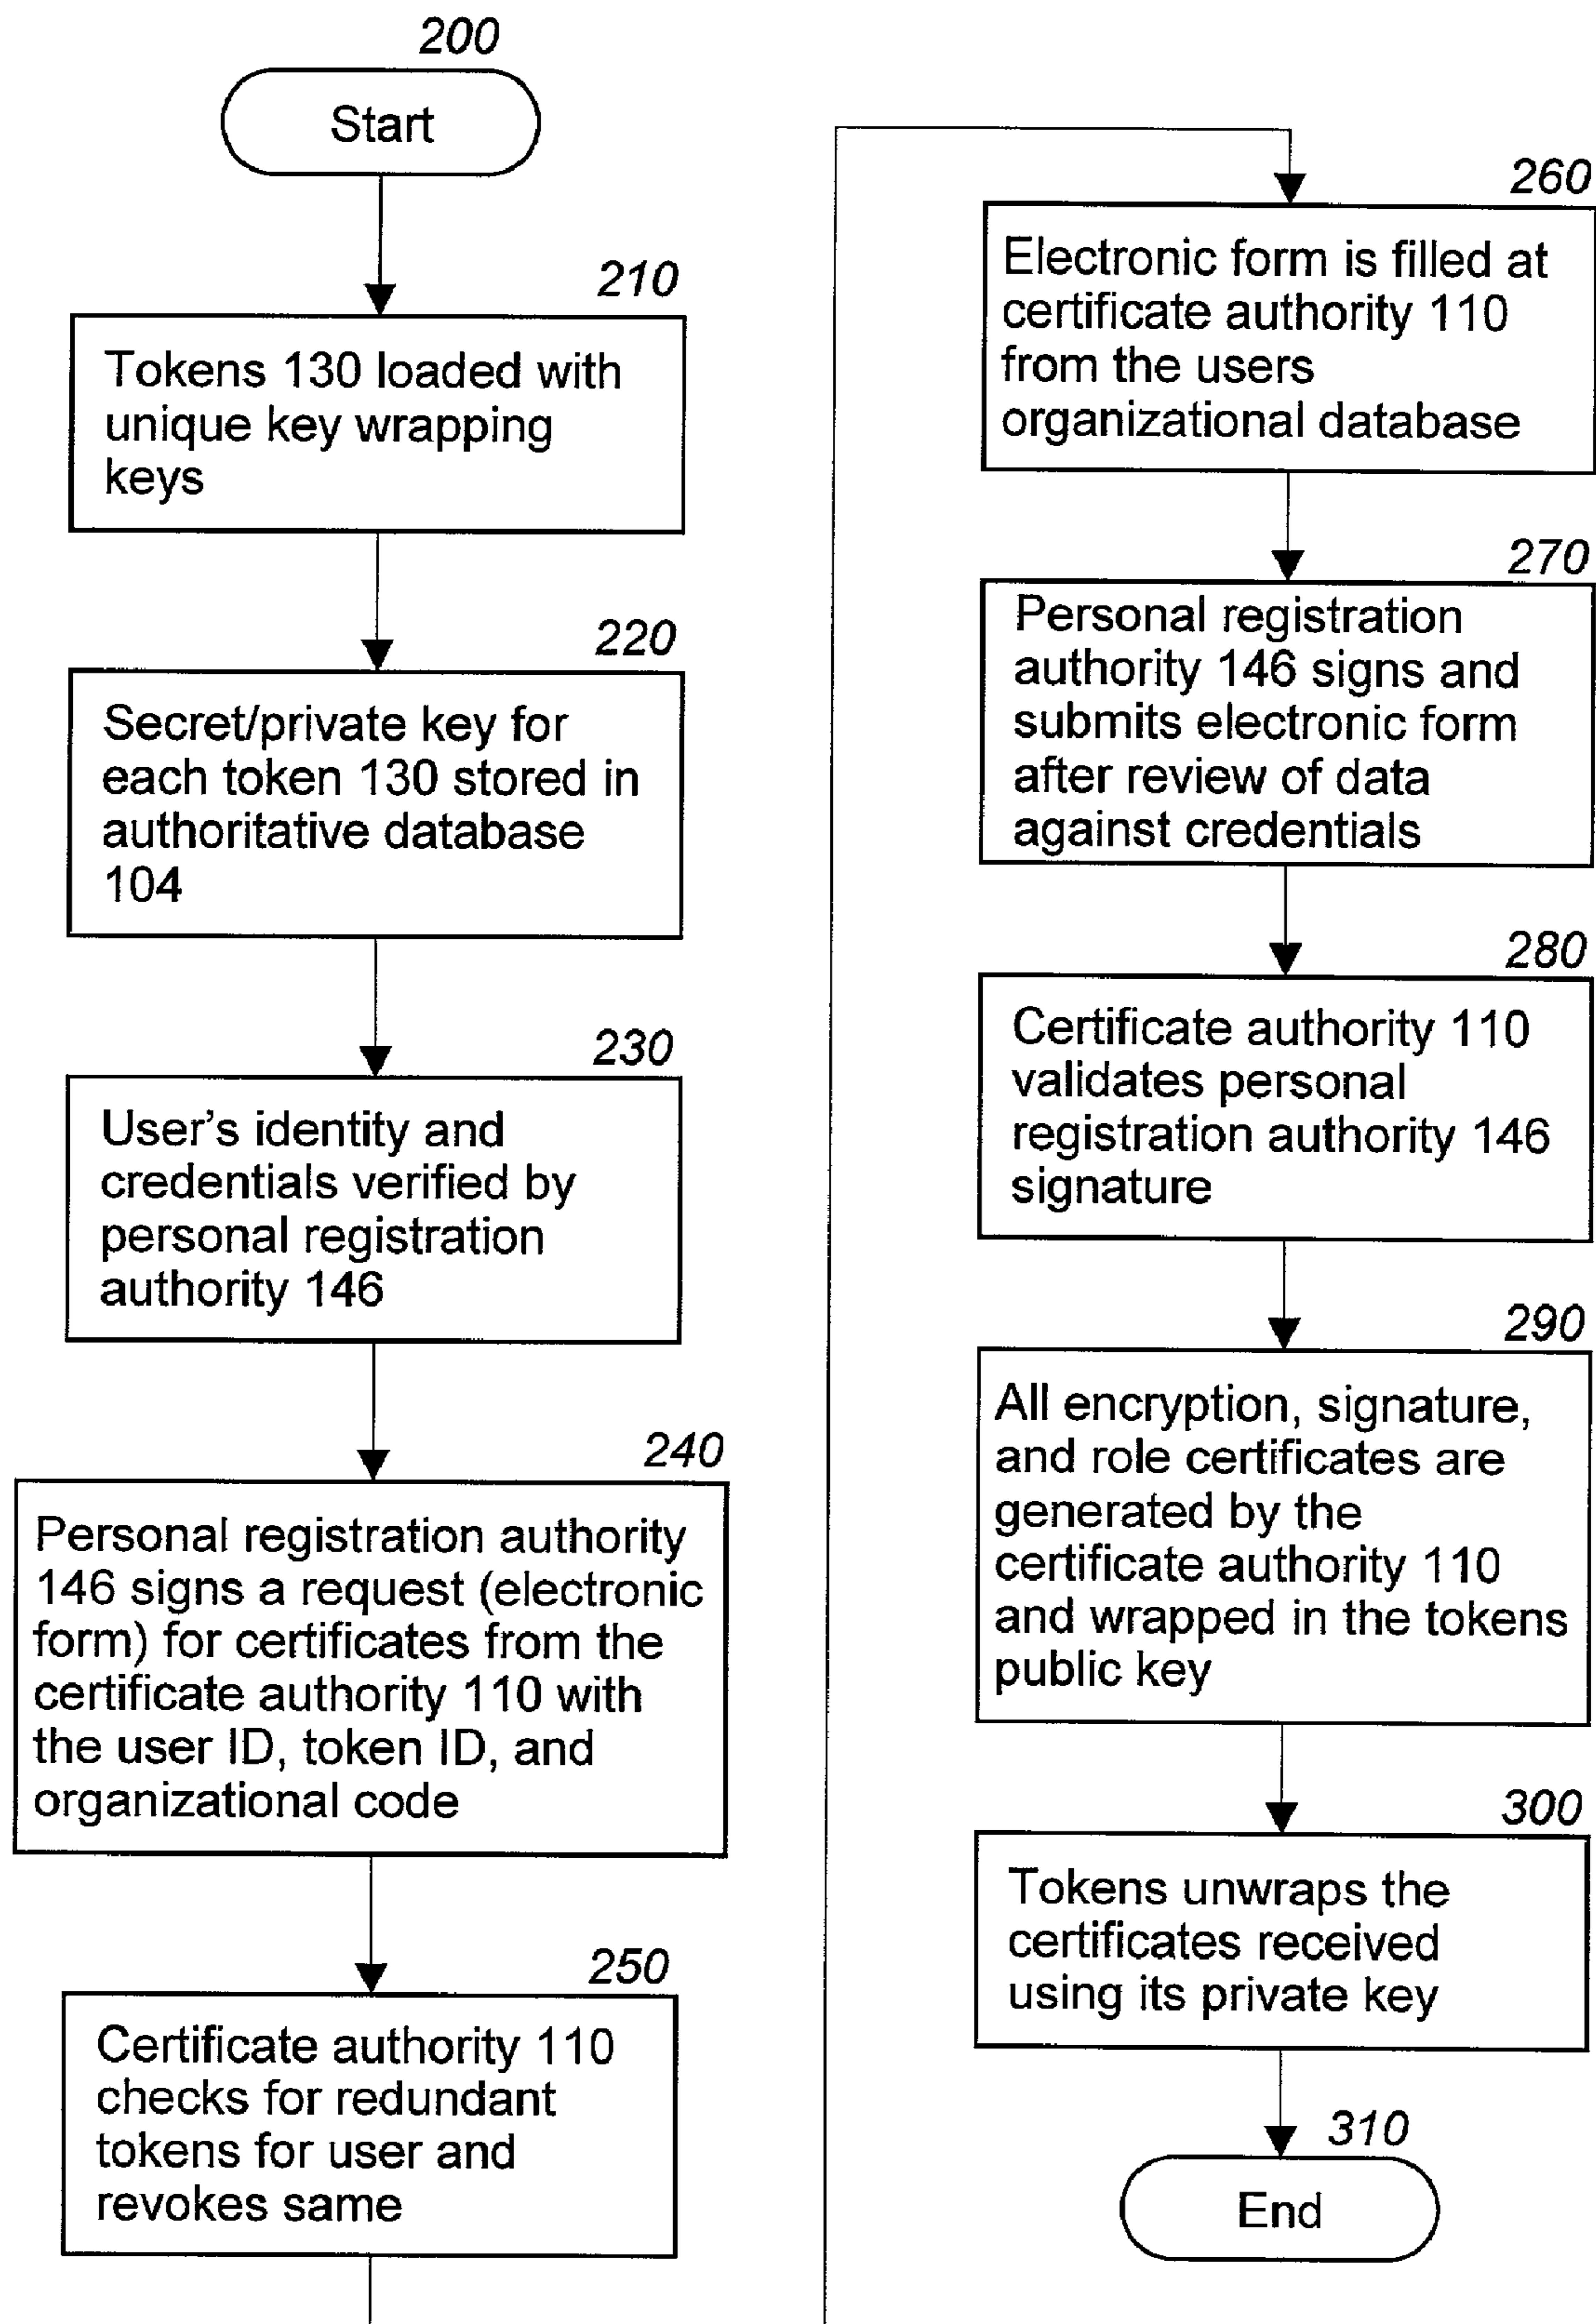 200
Start
210
Tokens 130 loaded with
unique key wrapping
keys
220
Secret/private key for
each token 130 stored in
authoritative database
104
230
User's identity and
credentials verified by
personal registration
authority 146
240
Personal registration authority
146 signs a request (electronic
form) for certificates from the
certificate authority 110 with
the user ID, token ID, and
organizational code
250
Certificate authority 110
checks for redundant
tokens for user and
revokes same
260
Electronic form is filled at
certificate authority 110
from the users
organizational database
270
Personal registration
authority 146 signs and
submits electronic form
after review of data
against credentials
280
Certificate authority 110
validates personal
registration authority 146
signature
290
All encryption, signature,
and role certificates are
generated by the
certificate authority 110
and wrapped in the tokens
public key
300
Tokens unwraps the
certificates received
using its private key
310
End